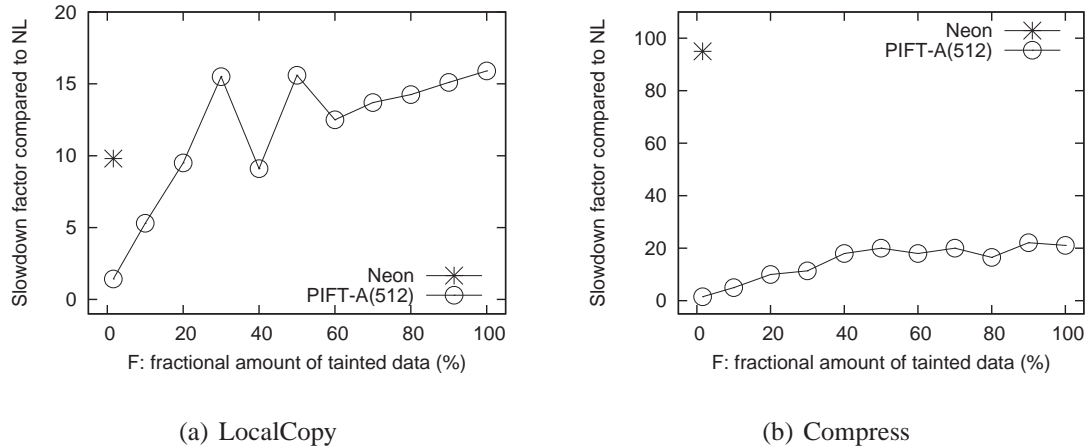 Slowdown factor compared to NL
20
15
10
5
0
0 20 40 60 80 100
F: fractional amount of tainted data (%)
Neon
PIFT-A(512)
(a) LocalCopy
Slowdown factor compared to NL
100
80
60
40
20
0
0 20 40 60 80 100
F: fractional amount of tainted data (%)
Neon
PIFT-A(512)
(b) Compress